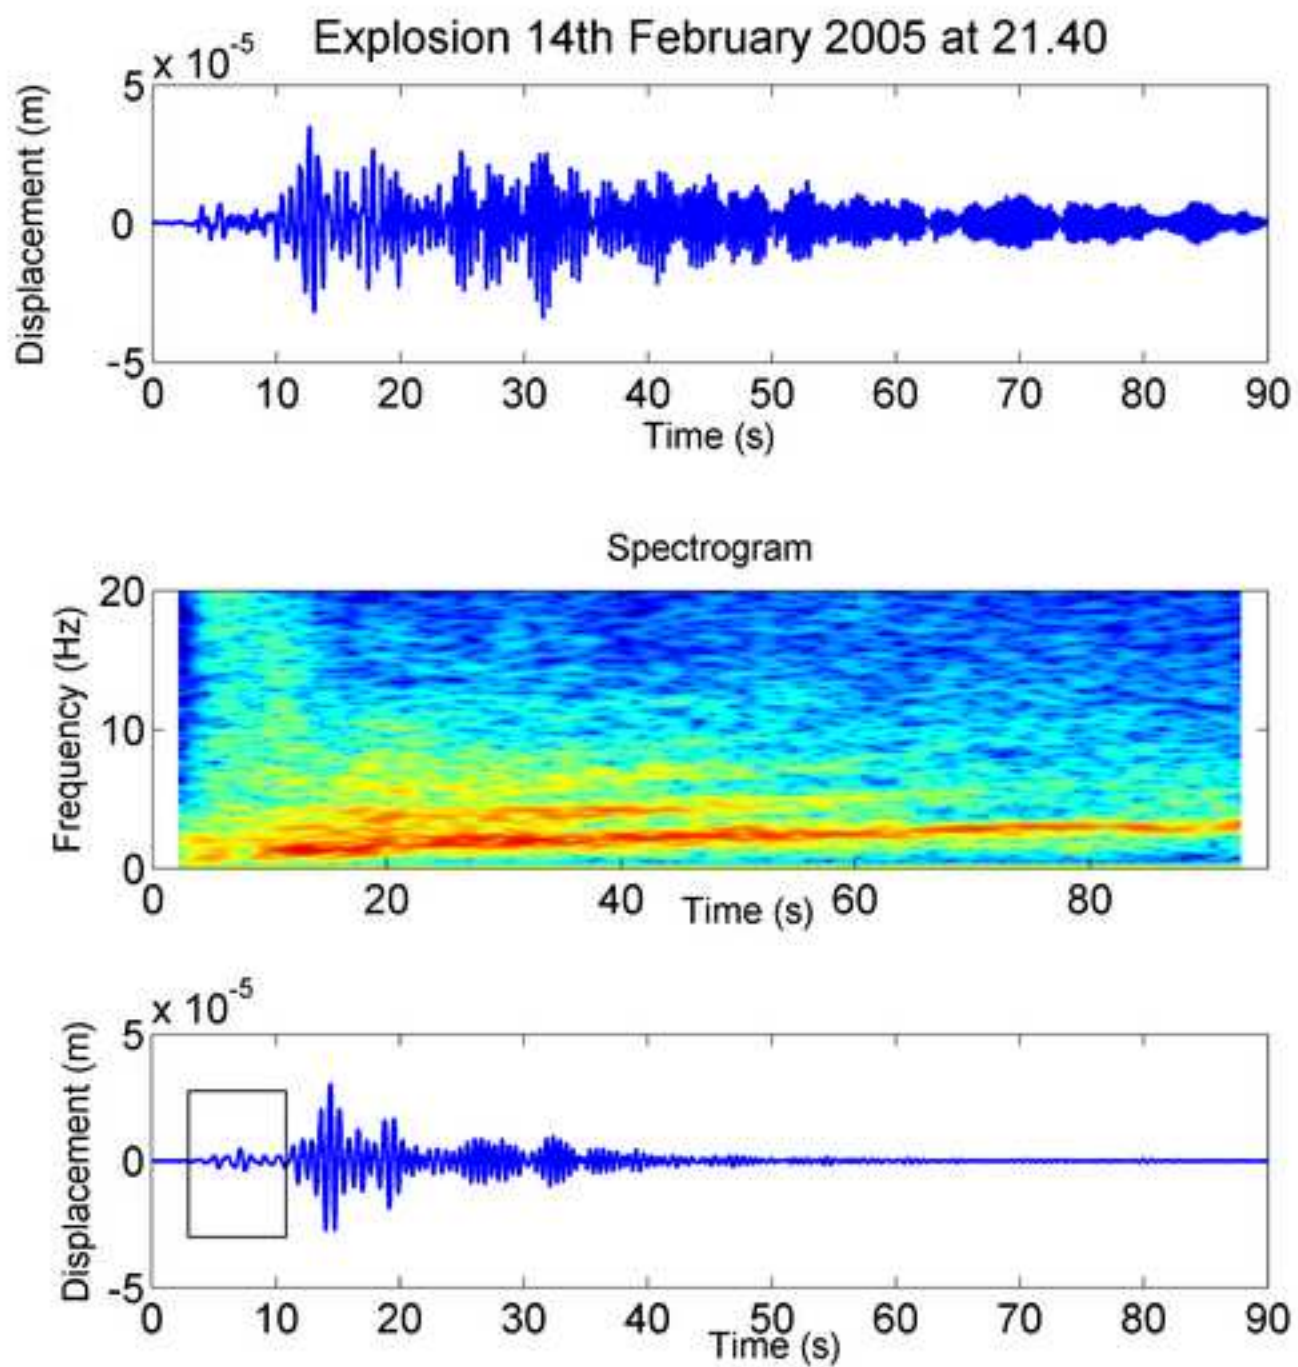 Explosion 14th February 2005 at 21.40
x 10-5
5
0
-5
Displacement (m)
0 10 20 30 40 50 60 70 80 90
Time (s)
Spectrogram
20
10
0
Frequency (Hz)
0 20 40 60 80
Time (s)
x 10-5
5
0
-5
Displacement (m)
0 10 20 30 40 50 60 70 80 90
Time (s)